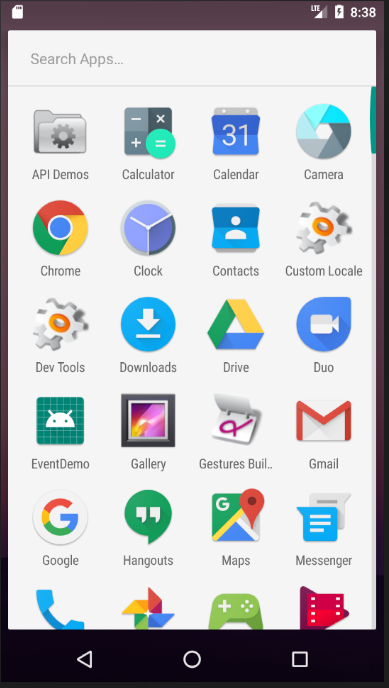 LTE 8:38
Search Apps...
API Demos Calculator Calendar Camera
31
Chrome Clock Contacts Custom Locale
Dev Tools Downloads Drive Duo
EventDemo Gallery Gestures Buil.. Gmail
G
G
Google Hangouts Maps Messenger